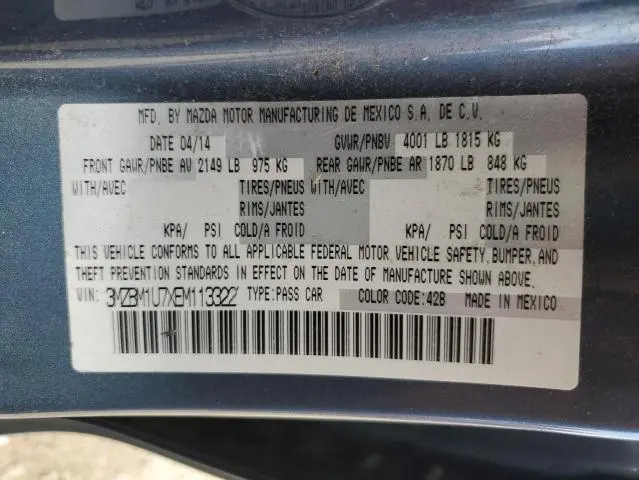 MFD. BY MAZDA MOTOR MANUFACTURING DE MEXICO S.A. DE C.V.
DATE 04/14 GVWR/PNBV 4001 LB 1815 KG
FRONT GAWR/PNBE AV 2149 LB 975 KG REAR GAWR/PNBE AR 1870 LB 848 KG
WITH/AVEC TIRES/PNEUS WITH/AVEC TIRES/PNEUS
RIMS/JANTES RIMS/JANTES
KPA/ PSI COLD/A FROID KPA/ PSI COLD/A FROID
THIS VEHICLE CONFORMS TO ALL APPLICABLE FEDERAL MOTOR VEHICLE SAFETY, BUMPER, AND
THEFT PREVENTION STANDARDS IN EFFECT ON THE DATE OF MANUFACTURE SHOWN ABOVE.
VIN: 3MZBM1U7XEM113322 TYPE: PASS CAR COLOR CODE: 42B MADE IN MEXICO